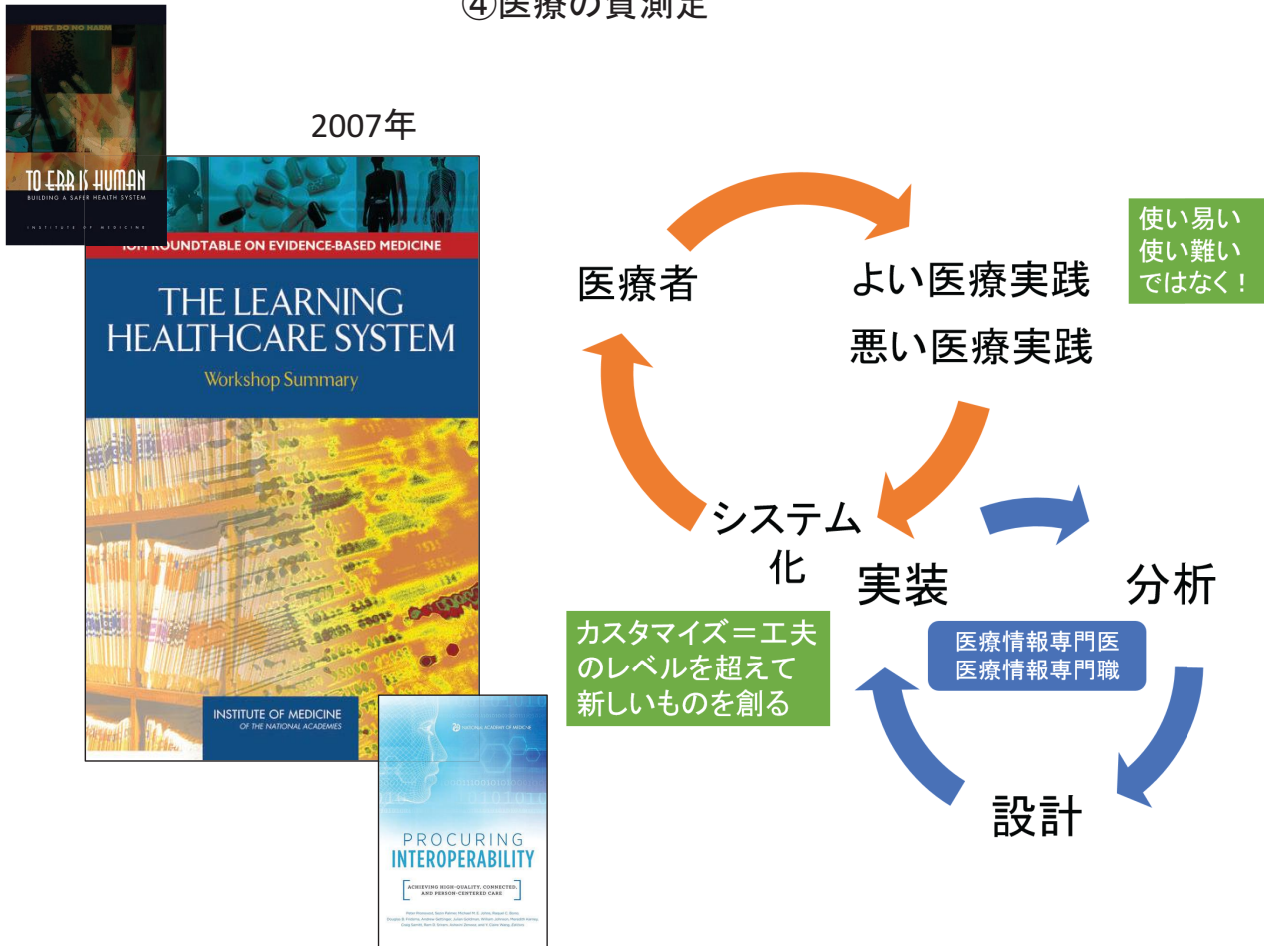 ④医療の質測定
FIRST, DO NO HARM
TO ERR IS HUMAN
BUILDING A SAFER HEALTH SYSTEM
INSTITUTE OF MEDICINE
2007年
IOM ROUNDTABLE ON EVIDENCE-BASED MEDICINE
THE LEARNING
HEALTHCARE SYSTEM
Workshop Summary
INSTITUTE OF MEDICINE
OF THE NATIONAL ACADEMIES
NATIONAL ACADEMY OF MEDICINE
PROCURING
INTEROPERABILITY
ACHIEVING HIGH-QUALITY, CONNECTED,
AND PERSON-CENTERED CARE
医療者
よい医療実践
悪い医療実践
使い易い
使い難い
ではなく！
システム
化
実装
分析
医療情報専門医
医療情報専門職
カスタマイズ＝工夫
のレベルを超えて
新しいものを創る
設計